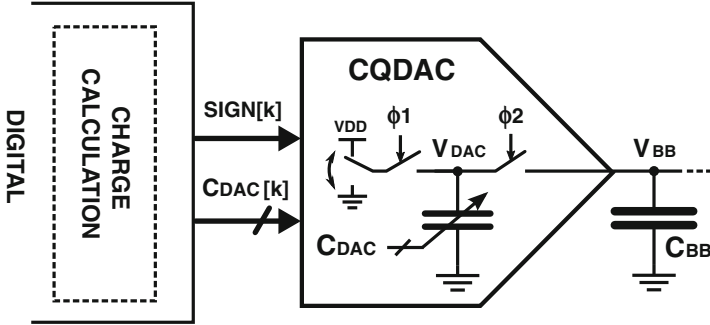 DIGITAL
CHARGE
CALCULATION
SIGN[k]
CDAC[k]
CQDAC
VDD
ϕ1
ϕ2
VDAC
CDAC
VBB
CBB